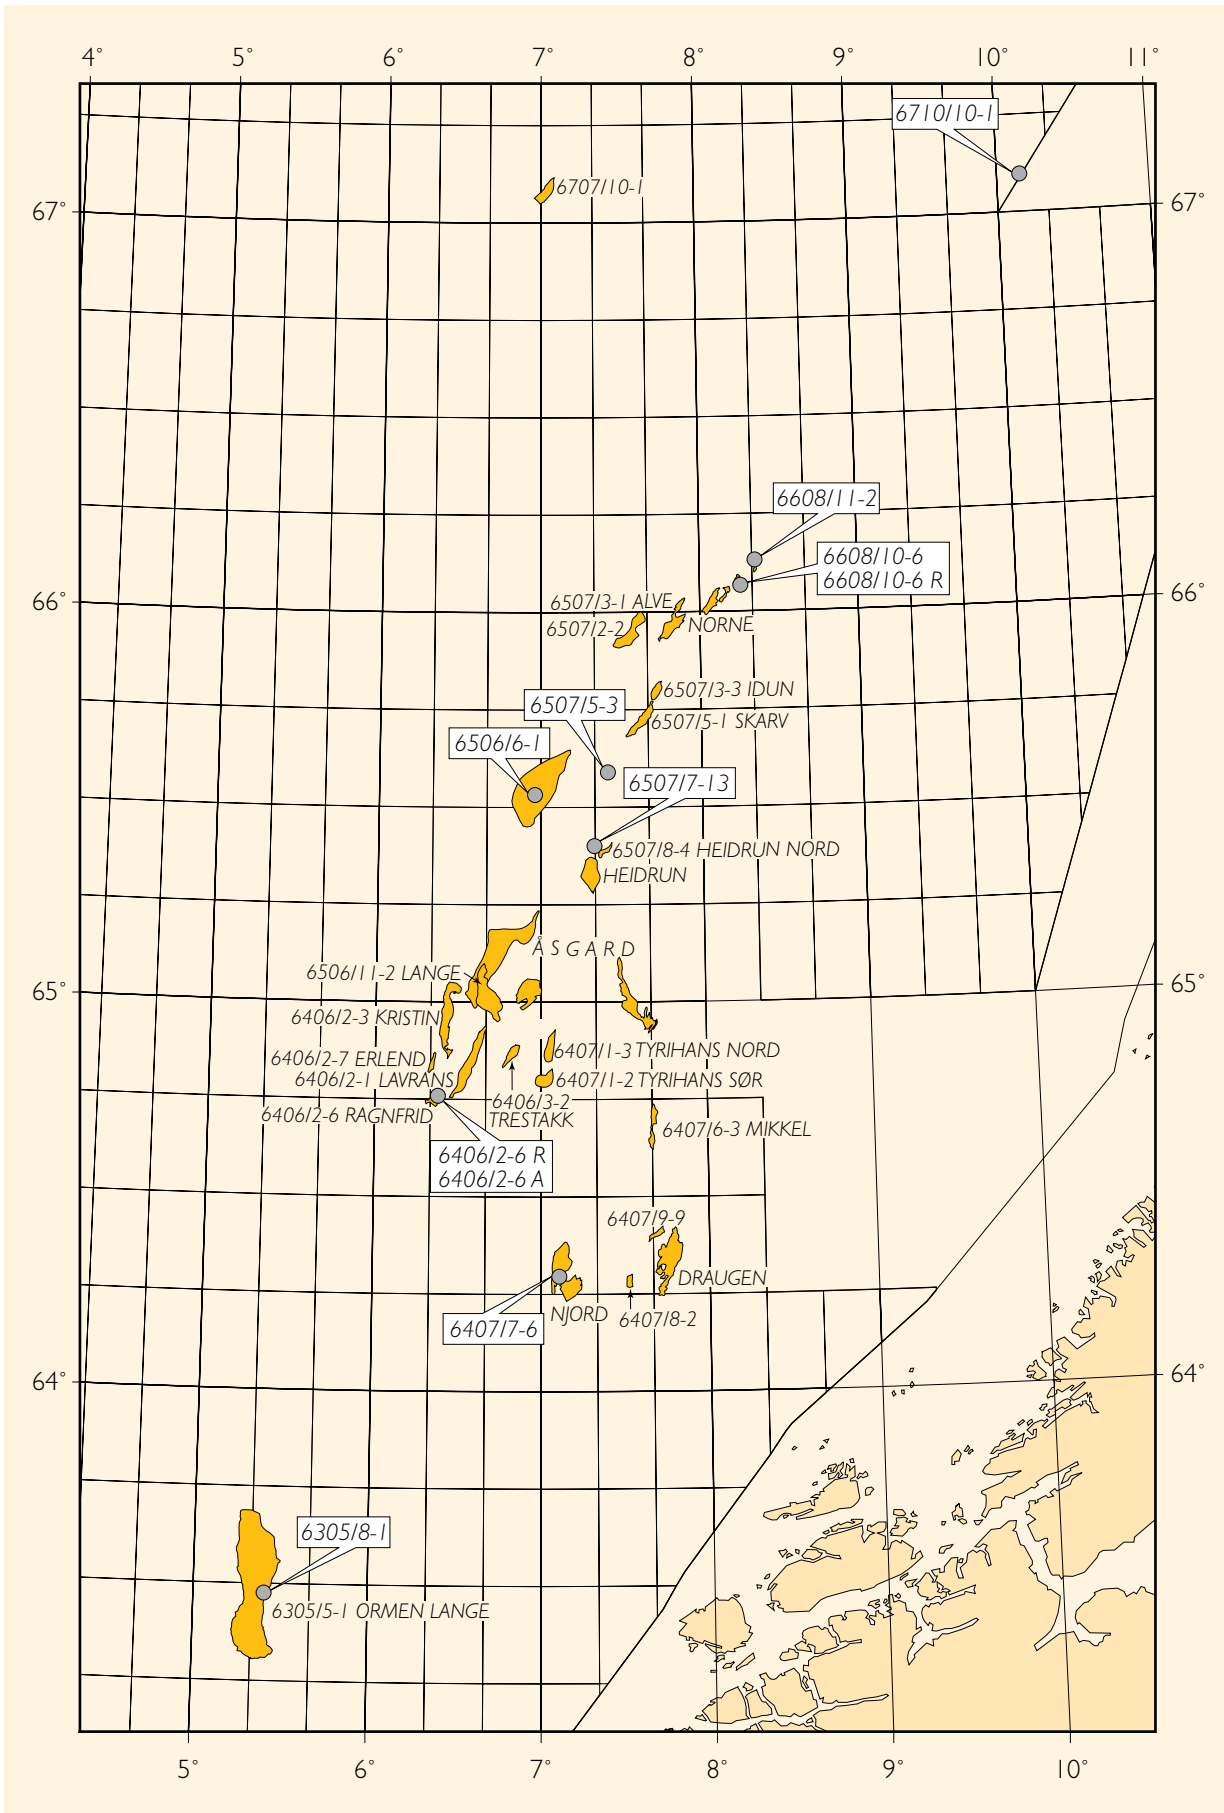 4° 5° 6° 7° 8° 9° 10° 11°
6710/10-1
6707/10-1
67° 67°
6608/11-2
6608/10-6
6608/10-6 R
66° 66°
6507/3-1 ALVE
6507/2-2
NORNE
6507/3-3 IDUN
6507/5-3
6507/5-1 SKARV
6506/6-1
6507/7-13
6507/8-4 HEIDRUN NORD
HEIDRUN
ÅSGARD
6506/11-2 LANGE
65° 65°
6406/2-3 KRISTIN
6407/1-3 TYRIHANS NORD
6406/2-7 ERLEND
6406/2-1 LAVRANS
6407/1-2 TYRIHANS SØR
6406/3-2
TRESTAKK
6406/2-6 RAGNFRID
6407/6-3 MIKKEL
6406/2-6 R
6406/2-6 A
6407/9-9
DRAUGEN
NJORD
6407/8-2
6407/7-6
64° 64°
6305/8-1
6305/5-1 ORMEN LANGE
5° 6° 7° 8° 9° 10°